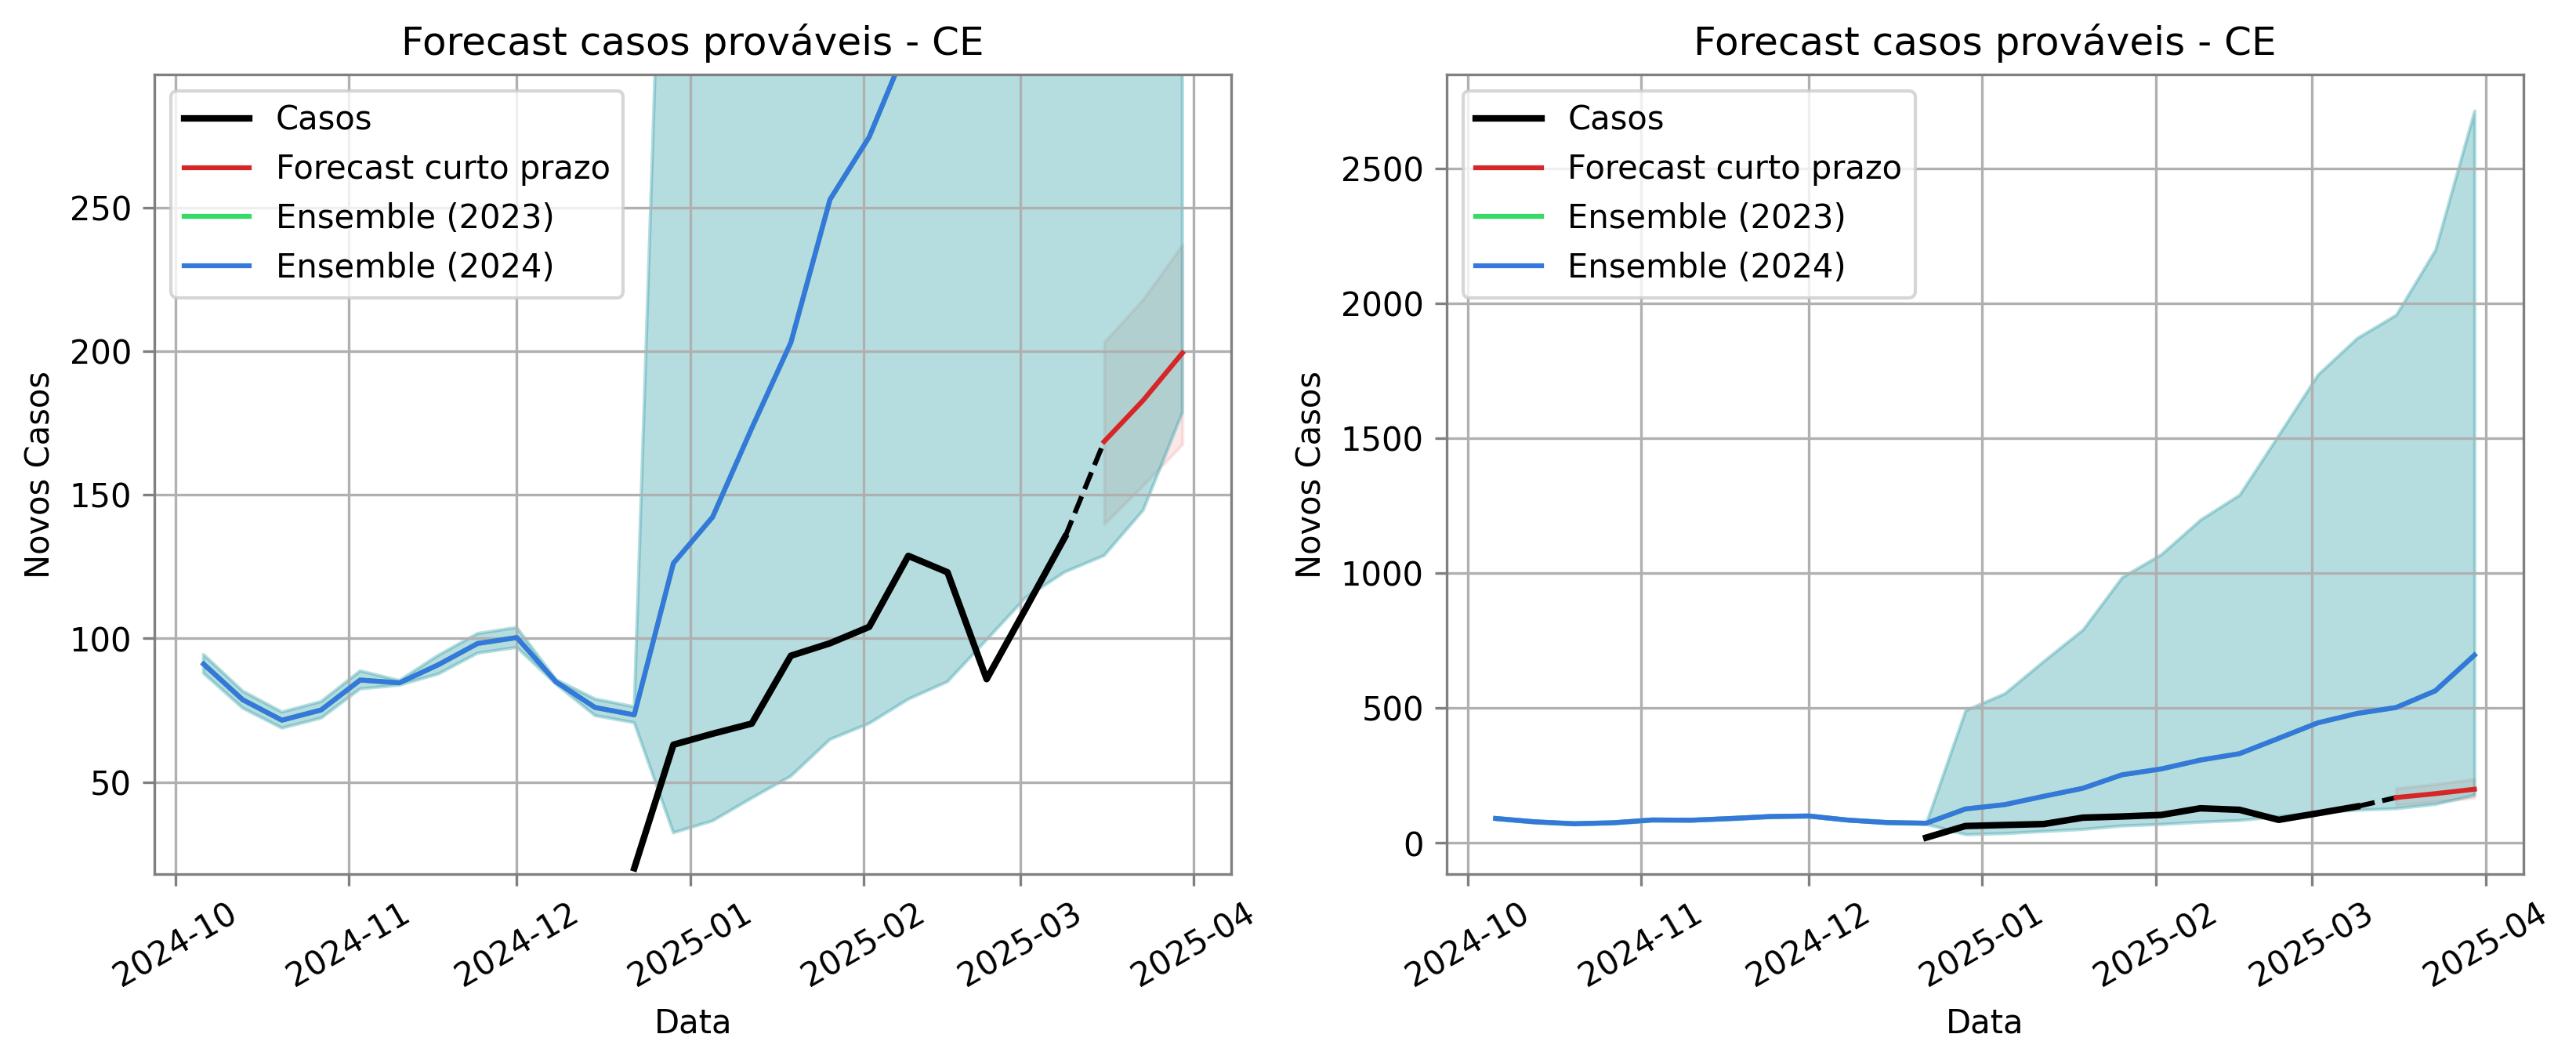 Forecast casos prováveis - CE
Casos
Forecast curto prazo
Ensemble (2023)
Ensemble (2024)
250
200
150
100
50
Novos Casos
2024-10
2024-11
2024-12
2025-01
2025-02
2025-03
2025-04
Data
Forecast casos prováveis - CE
Casos
Forecast curto prazo
Ensemble (2023)
Ensemble (2024)
2500
2000
1500
1000
500
0
Novos Casos
2024-10
2024-11
2024-12
2025-01
2025-02
2025-03
2025-04
Data